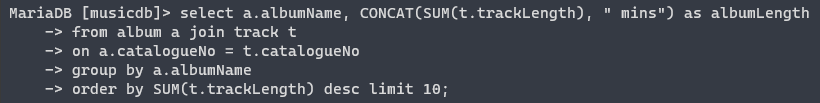 MariaDB [musicdb]> select a.albumName, CONCAT(SUM(t.trackLength), " mins") as albumLength
-> from album a join track t
-> on a.catalogueNo = t.catalogueNo
-> group by a.albumName
-> order by SUM(t.trackLength) desc limit 10;